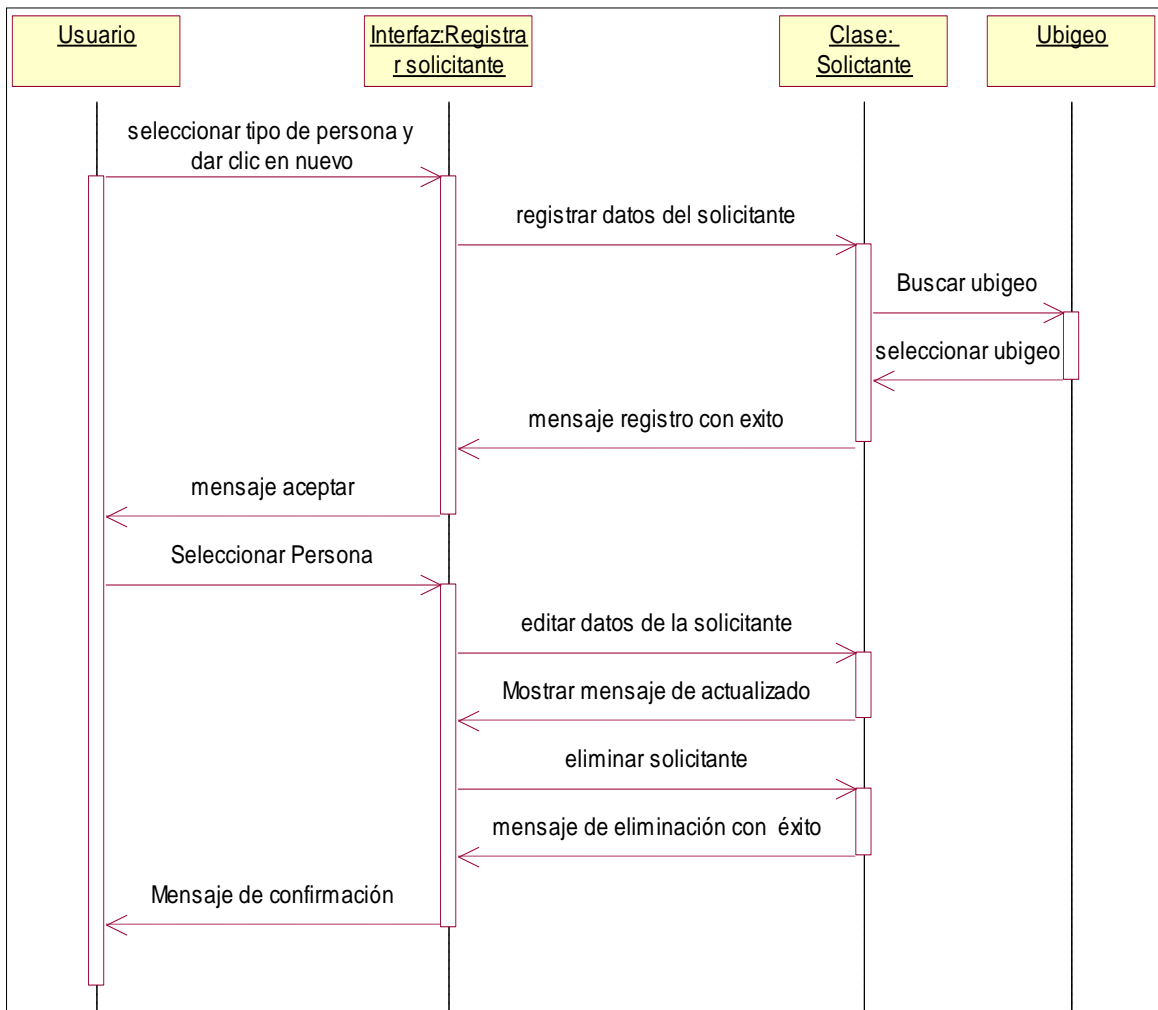 Usuario
Interfaz:Registra
r solicitante
Clase:
Solictante
Ubigeo
seleccionar tipo de persona y
dar clic en nuevo
registrar datos del solicitante
Buscar ubigeo
seleccionar ubigeo
mensaje registro con exito
mensaje aceptar
Seleccionar Persona
editar datos de la solicitante
Mostrar mensaje de actualizado
eliminar solicitante
mensaje de eliminación con éxito
Mensaje de confirmación